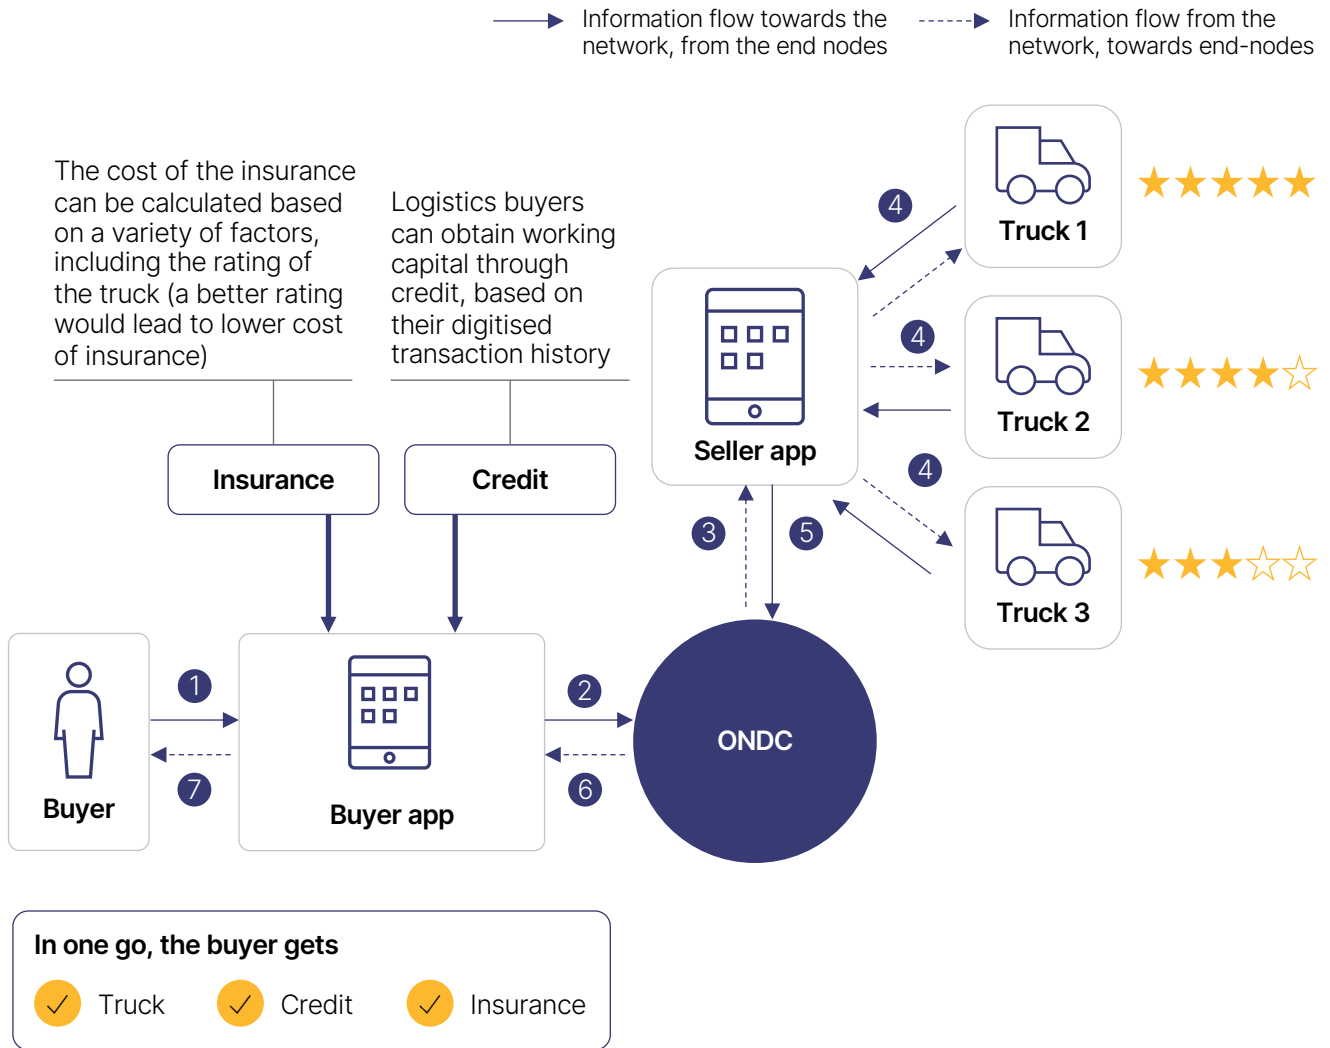 Information flow towards the
network, from the end nodes
Information flow from the
network, towards end-nodes
The cost of the insurance
can be calculated based
on a variety of factors,
including the rating of
the truck (a better rating
would lead to lower cost
of insurance)
Logistics buyers
can obtain working
capital through
credit, based on
their digitised
transaction history
Insurance
Credit
Seller app
4
Truck 1
4
Truck 2
4
Truck 3
3
5
1
2
ONDC
7
6
Buyer
Buyer app
In one go, the buyer gets
Truck
Credit
Insurance